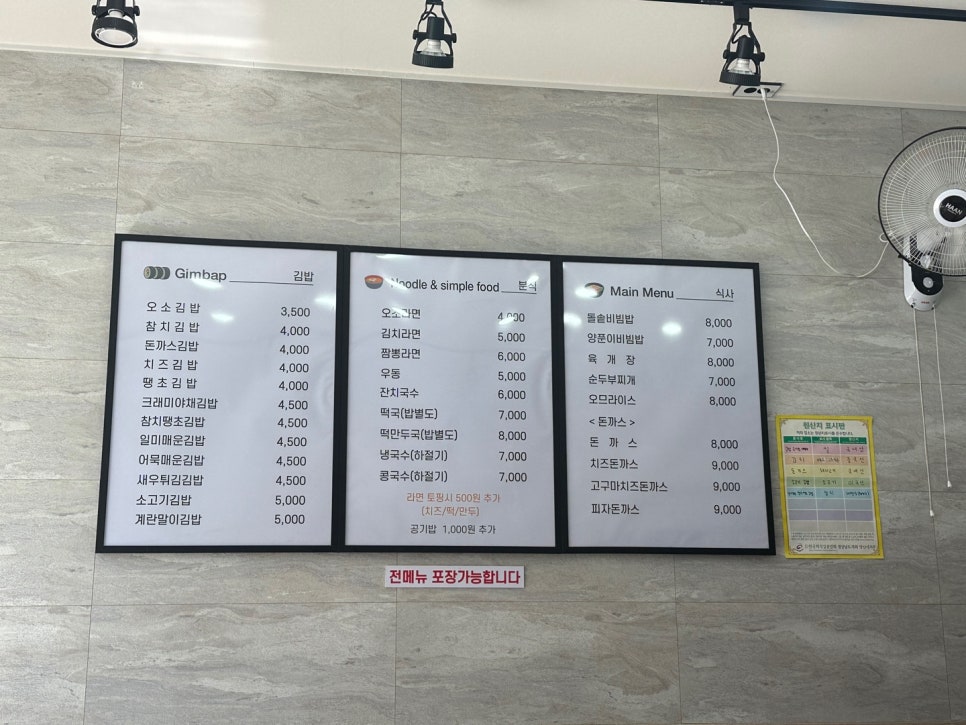 Gimbap 김밥
오소김밥 3,500
참치김밥 4,000
돈까스김밥 4,000
치즈김밥 4,000
땡초김밥 4,000
크래미야채김밥 4,500
참치땡초김밥 4,500
일미매운김밥 4,500
어묵매운김밥 4,500
새우튀김김밥 4,500
소고기김밥 5,000
계란말이김밥 5,000
Noodle & simple food 분식
오소라면 4,000
김치라면 5,000
짬뽕라면 6,000
우동 5,000
잔치국수 6,000
떡국(밥별도) 7,000
떡만두국(밥별도) 8,000
냉국수(하절기) 7,000
콩국수(하절기) 7,000
라면 토핑시 500원 추가
(치즈/떡/만두)
공기밥 1,000원 추가
Main Menu 식사
돌솥비빔밥 8,000
양푼이비빔밥 7,000
육 개 장 8,000
순두부찌개 7,000
오므라이스 8,000
< 돈까스 >
돈 까 스 8,000
치즈돈까스 9,000
고구마치즈돈까스 9,000
피자돈까스 9,000
전메뉴 포장가능합니다
원산지 표시판
HAAN